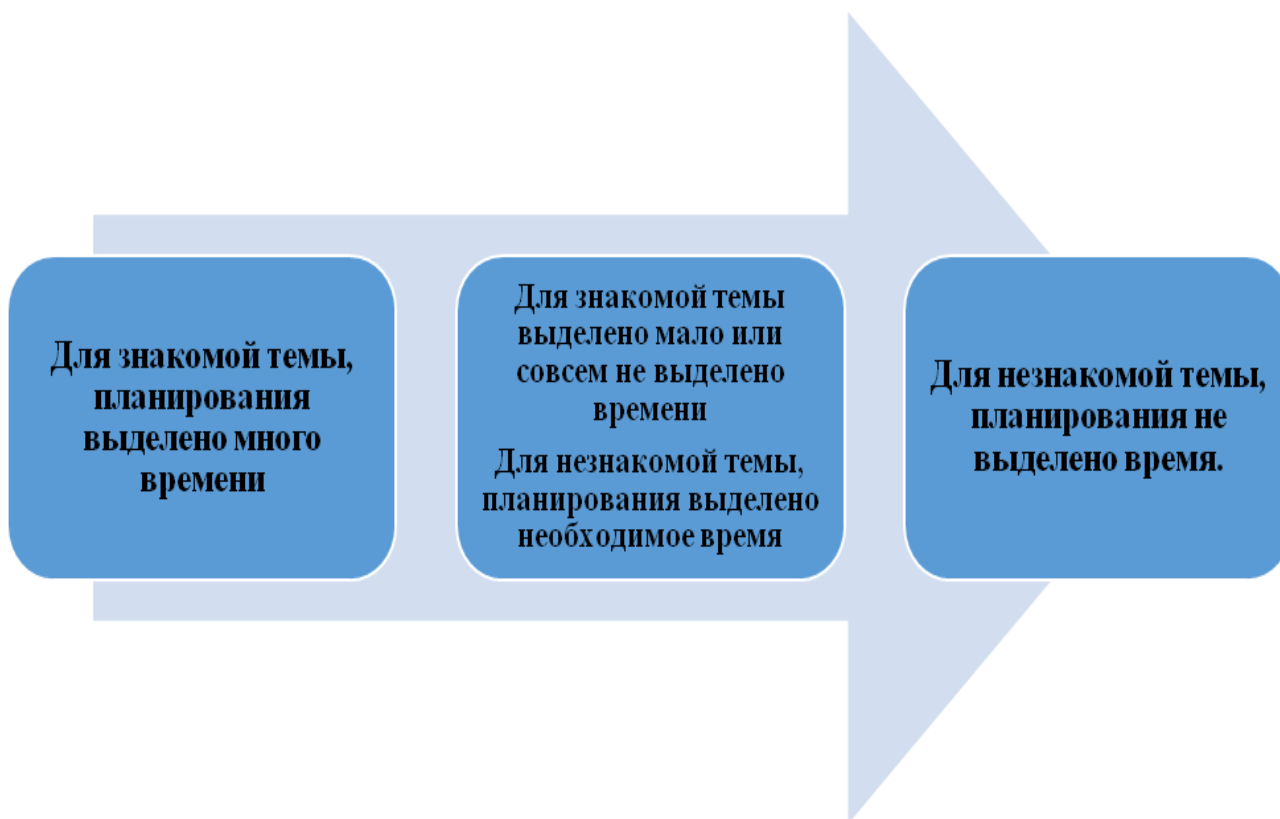 Для знакомой темы,
планирования
выделено много
времени
Для знакомой темы
выделено мало или
совсем не выделено
времени
Для незнакомой темы,
планирования выделено
необходимое время
Для незнакомой темы,
планирования не
выделено время.